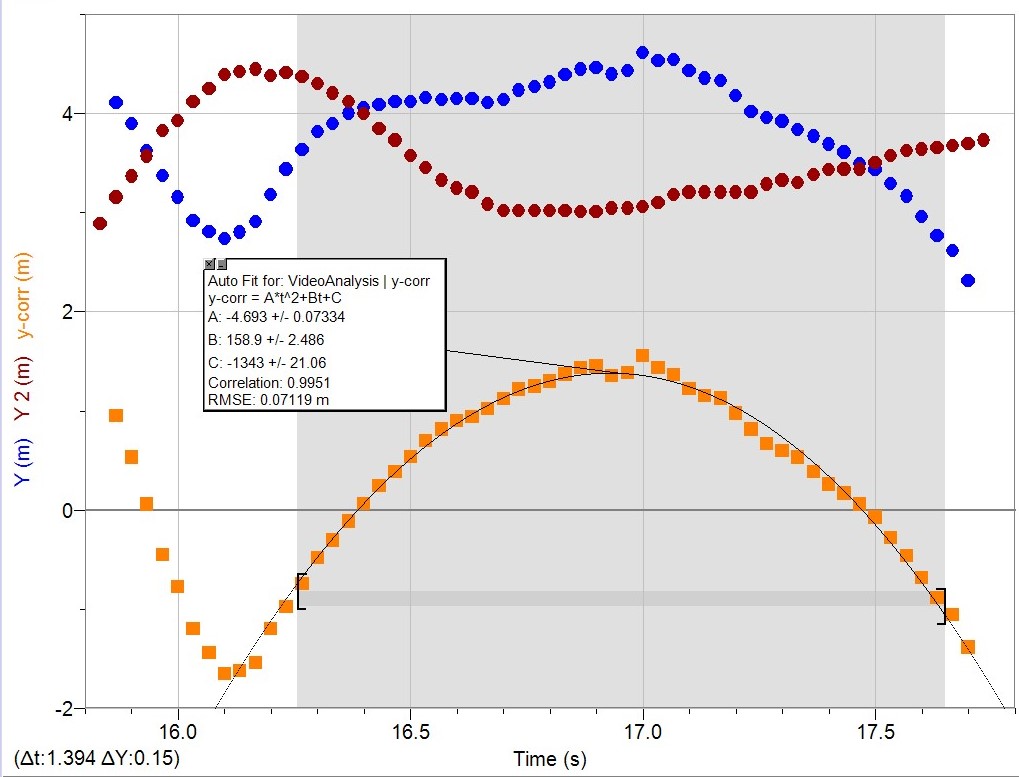 4
2
0
-2
Y (m) Y 2 (m) y-corr (m)
Auto Fit for: VideoAnalysis | y-corr
y-corr = A*t^2+Bt+C
A: -4.693 +/- 0.07334
B: 158.9 +/- 2.486
C: -1343 +/- 21.06
Correlation: 0.9951
RMSE: 0.07119 m
16.0 16.5 17.0 17.5
(Δt:1.394 ΔY:0.15) Time (s)